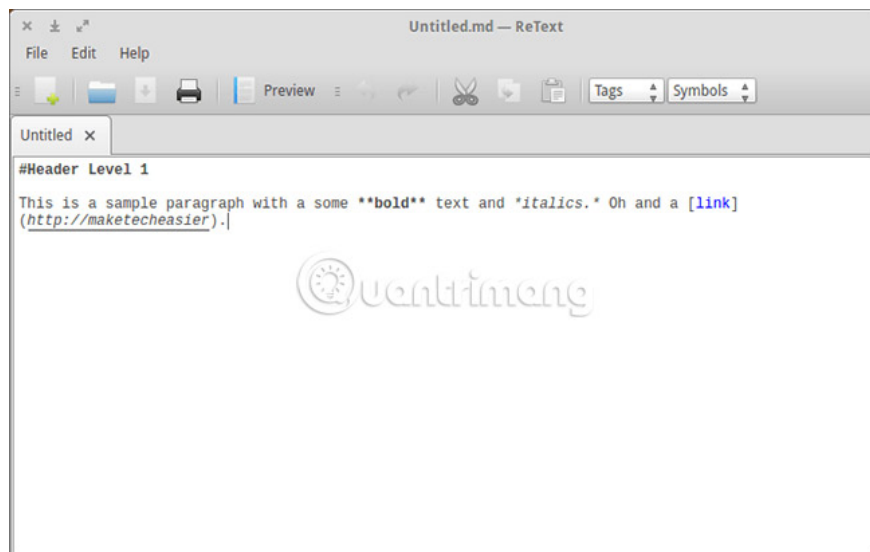 Untitled.md — ReText
File Edit Help
Preview Tags Symbols
Untitled
#Header Level 1
This is a sample paragraph with a some **bold** text and *italics.* Oh and a [link]
(http://maketecheasier).
Quantrimang